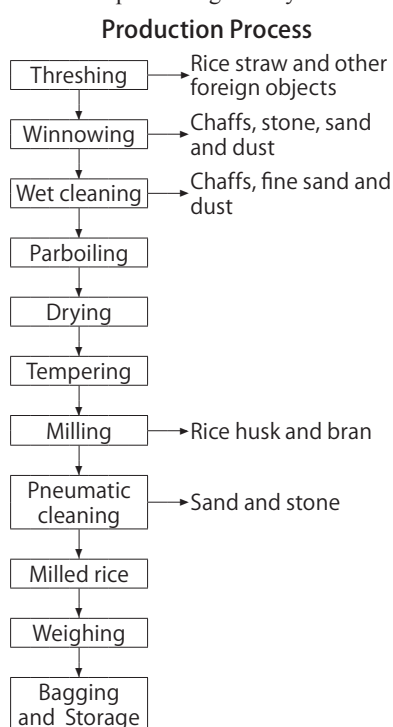 Production Process
Threshing
Rice straw and other
foreign objects
Winnowing
Chaffs, stone, sand
and dust
Wet cleaning
Chaffs, fine sand and
dust
Parboiling
Drying
Tempering
Milling
Rice husk and bran
Pneumatic
cleaning
Sand and stone
Milled rice
Weighing
Bagging
and Storage